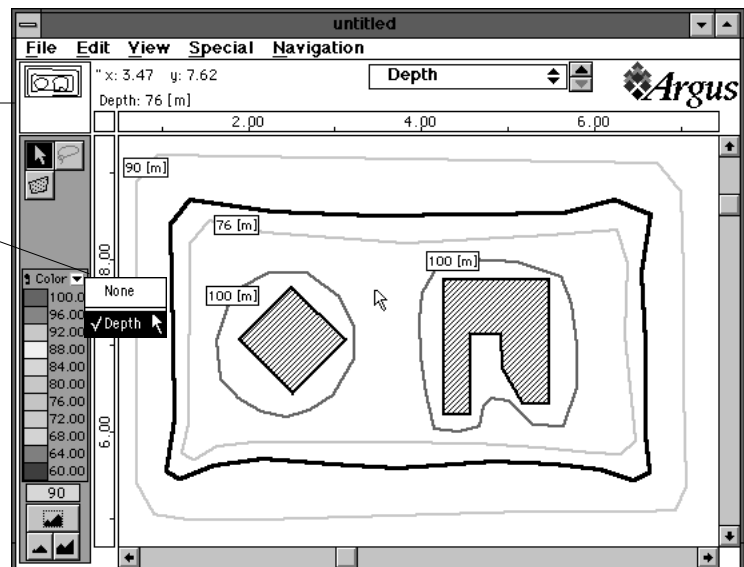 untitled
File Edit View Special Navigation
" x: 3.47 y: 7.62
Depth
Argus
Depth: 76 [m]
2.00 4.00 6.00
90 [m]
76 [m]
100 [m]
100 [m]
8.00
6.00
Color
None
√Depth
100.0
96.00
92.00
88.00
84.00
80.00
76.00
72.00
68.00
64.00
60.00
90